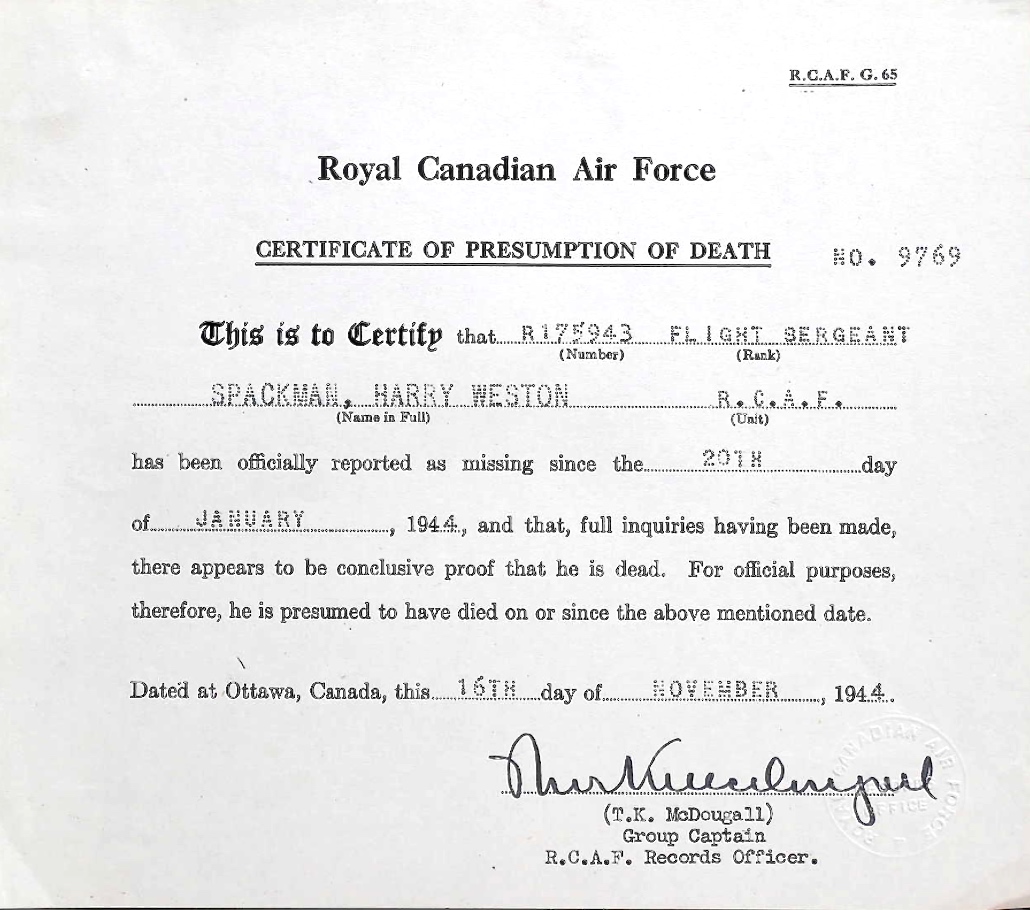 R.C.A.F. G. 65
Royal Canadian Air Force
CERTIFICATE OF PRESUMPTION OF DEATH NO. 9769
This is to Certify that R175943 FLIGHT SERGEANT
(Number) (Rank)
SPACKMAN, HARRY WESTON R.C.A.F.
(Name in Full) (Unit)
has been officially reported as missing since the 20TH day
of JANUARY, 1944, and that, full inquiries having been made,
there appears to be conclusive proof that he is dead. For official purposes,
therefore, he is presumed to have died on or since the above mentioned date.
Dated at Ottawa, Canada, this 16TH day of NOVEMBER, 1944.
(T.K. McDougall)
Group Captain
R.C.A.F. Records Officer.
CANADIAN AIR FORCE
OFFICE